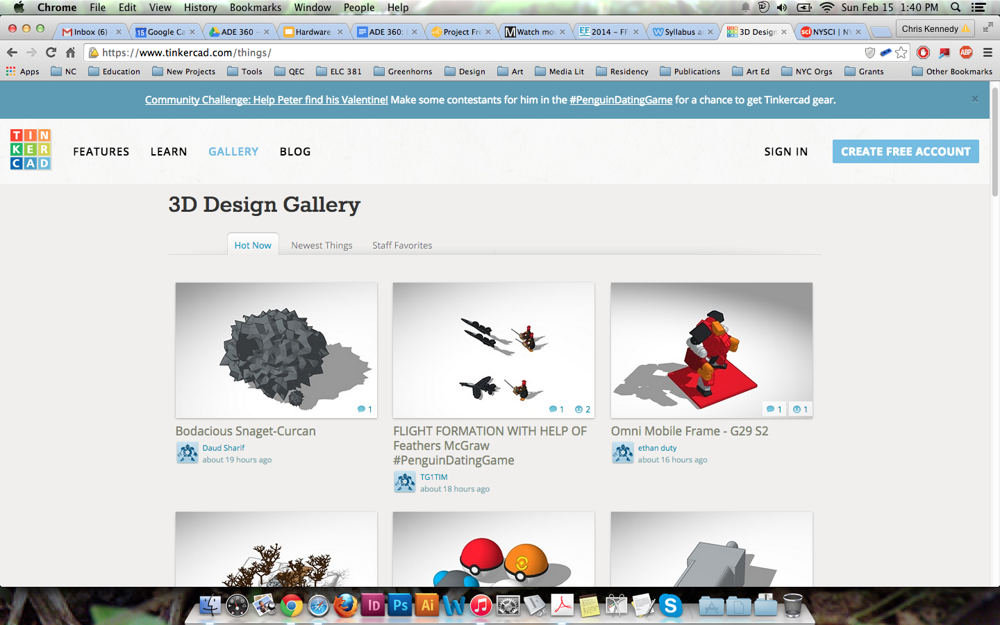 Chrome File Edit View History Bookmarks Window People Help Sun Feb 15 1:40 PM
Inbox (6) Google Ca ADE 360 - Hardware ADE 360: Project Fre Watch mo 2014 – FF Syllabus a 3D Design NYSCI | N Chris Kennedy
https://www.tinkercad.com/things/ ABP
Apps NC Education New Projects Tools QEC ELC 381 Greenhorns Design Art Media Lit Residency Publications Art Ed NYC Orgs Grants Other Bookmarks
Community Challenge: Help Peter find his Valentine! Make some contestants for him in the #PenguinDatingGame for a chance to get Tinkercad gear. ×
TIN
KER
CAD
FEATURES LEARN GALLERY BLOG SIGN IN CREATE FREE ACCOUNT
3D Design Gallery
Hot Now Newest Things Staff Favorites
1 1 2 1 1
Bodacious Snaget-Curcan
Daud Sharif
about 19 hours ago
FLIGHT FORMATION WITH HELP OF
Feathers McGraw
#PenguinDatingGame
TG1TIM
about 18 hours ago
Omni Mobile Frame - G29 S2
ethan duty
about 16 hours ago
Id Ps Ai W S